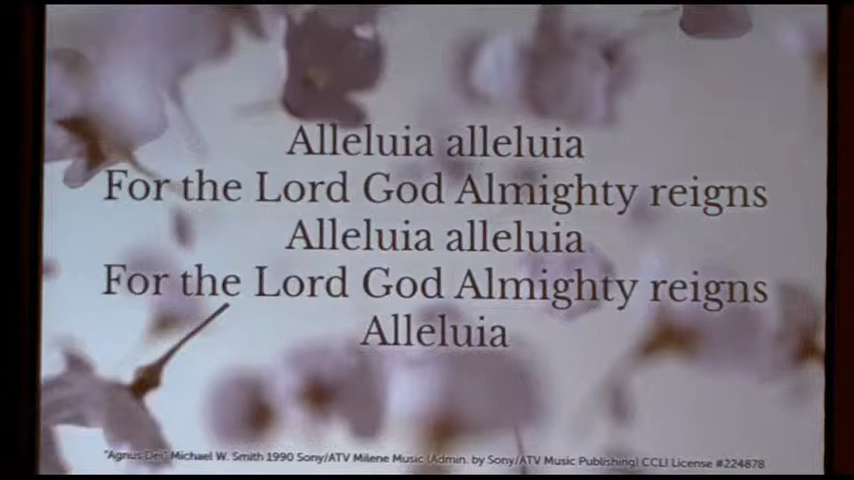 Alleluia alleluia
For the Lord God Almighty reigns
Alleluia alleluia
For the Lord God Almighty reigns
Alleluia
"Agnus Dei" Michael W. Smith 1990 Sony/ATV Milene Music (Admin. by Sony/ATV Music Publishing) CCLI License #224878